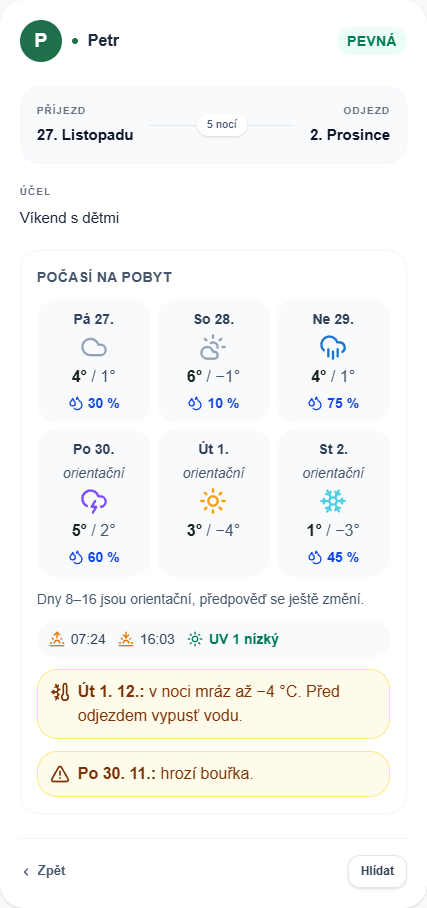 P
• Petr
PEVNÁ
PŘÍJEZD
ODJEZD
27. Listopadu
5 nocí
2. Prosince
ÚČEL
Víkend s dětmi
POČASÍ NA POBYT
Pá 27.
4° / 1°
30 %
So 28.
6° / −1°
10 %
Ne 29.
4° / 1°
75 %
Po 30.
orientační
5° / 2°
60 %
Út 1.
orientační
3° / −4°
St 2.
orientační
1° / −3°
45 %
Dny 8–16 jsou orientační, předpověď se ještě změní.
07:24 16:03 UV 1 nízký
Út 1. 12.: v noci mráz až −4 °C. Před
odjezdem vypusť vodu.
Po 30. 11.: hrozí bouřka.
‹ Zpět
Hlídat